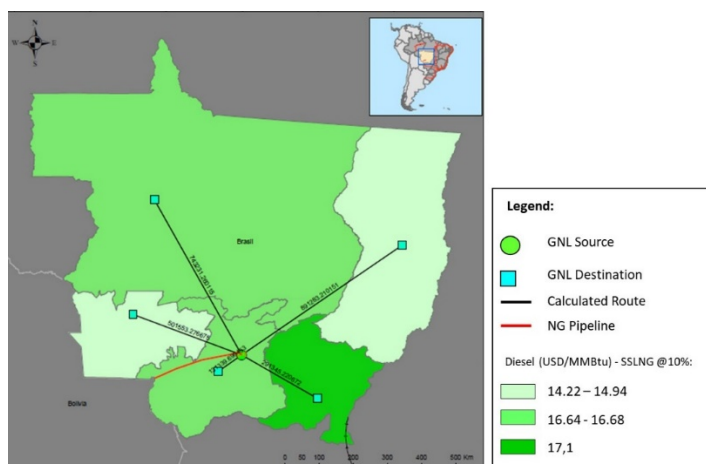 N
W E
S
Brasil
Bolivia
0 100 200 300 400 500 Km
Legend:
GNL Source
GNL Destination
Calculated Route
NG Pipeline
Diesel (USD/MMBtu) - SSLNG @10%:
14.22 – 14.94
16.64 - 16.68
17,1